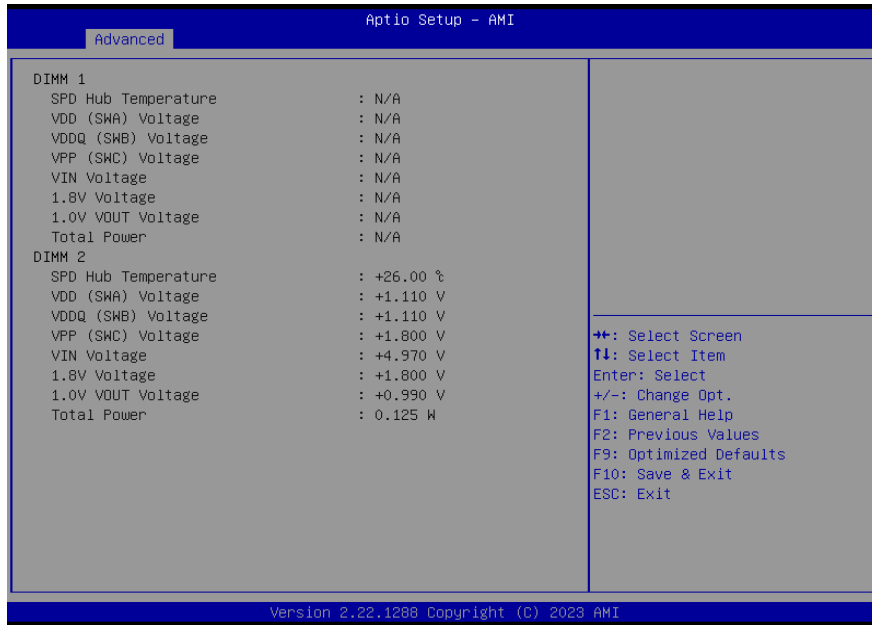 Aptio Setup - AMI
Advanced
DIMM 1
SPD Hub Temperature : N/A
VDD (SWA) Voltage : N/A
VDDQ (SWB) Voltage : N/A
VPP (SWC) Voltage : N/A
VIN Voltage : N/A
1.8V Voltage : N/A
1.0V VOUT Voltage : N/A
Total Power : N/A
DIMM 2
SPD Hub Temperature : +26.00 ℃
VDD (SWA) Voltage : +1.110 V
VDDQ (SWB) Voltage : +1.110 V
VPP (SWC) Voltage : +1.800 V
VIN Voltage : +4.970 V
1.8V Voltage : +1.800 V
1.0V VOUT Voltage : +0.990 V
Total Power : 0.125 W
→←: Select Screen
↑↓: Select Item
Enter: Select
+/-: Change Opt.
F1: General Help
F2: Previous Values
F9: Optimized Defaults
F10: Save & Exit
ESC: Exit
Version 2.22.1288 Copyright (C) 2023 AMI